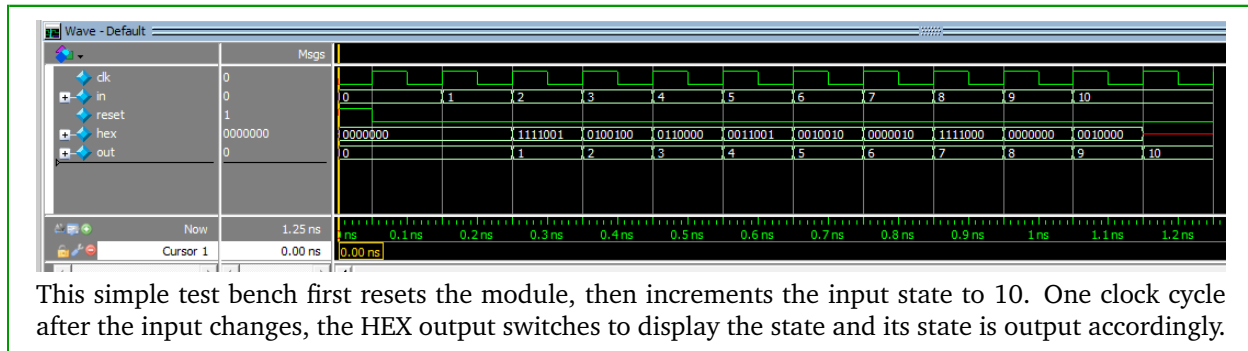 Wave - Default
Msgs
clk 0
in 0 0 1 2 3 4 5 6 7 8 9 10
reset 1
hex 0000000 0000000 1111001 0100100 0110000 0011001 0010010 0000010 1111000 0000000 0010000
out 0 0 1 2 3 4 5 6 7 8 9 10
Now 1.25 ns ns 0.1 ns 0.2 ns 0.3 ns 0.4 ns 0.5 ns 0.6 ns 0.7 ns 0.8 ns 0.9 ns 1 ns 1.1 ns 1.2 ns
Cursor 1 0.00 ns 0.00 ns
This simple test bench first resets the module, then increments the input state to 10. One clock cycle
after the input changes, the HEX output switches to display the state and its state is output accordingly.